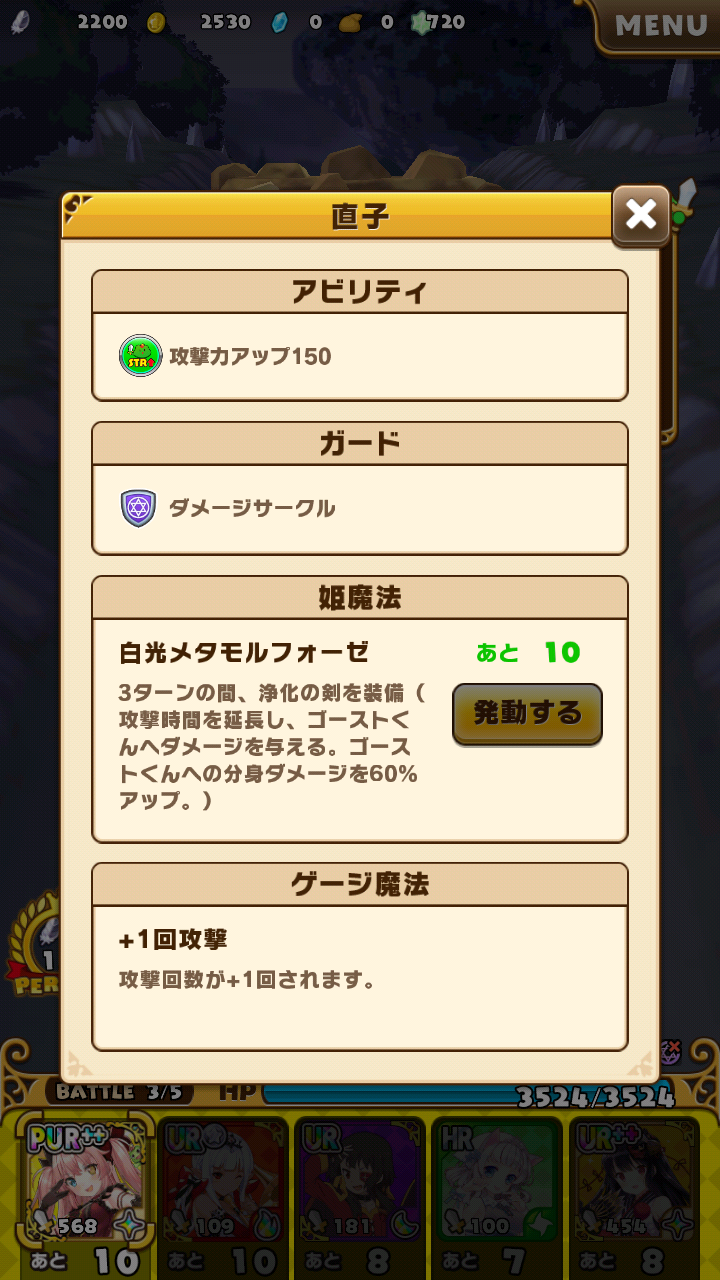 2200 2530 0 0 720
MENU
直子
アビリティ
STR 攻撃力アップ150
ガード
ダメージサークル
姫魔法
白光メタモルフォーゼ あと 10
3ターンの間、浄化の剣を装備（
攻撃時間を延長し、ゴーストく
んへダメージを与える。ゴース
トくんへの分身ダメージを60%
アップ。）
発動する
ゲージ魔法
+1回攻撃
攻撃回数が+1回されます。
1
PER
BATTLE 3/5 HP 3524/3524
PUR++ UR UR HR UR++
568 109 181 100 454
あと 10 あと 10 あと 8 あと 7 あと 8